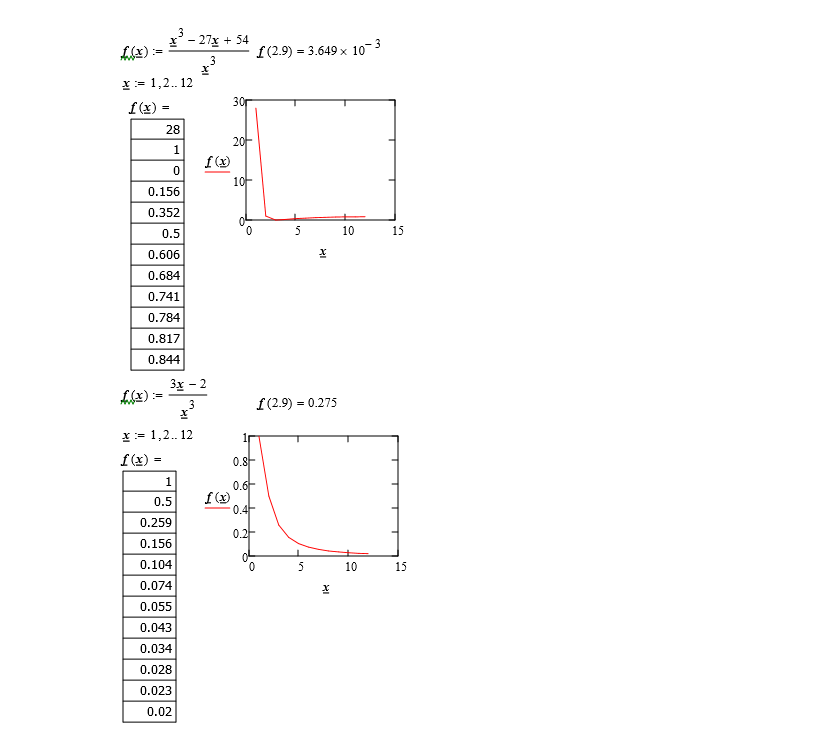 f(x) := (x³ − 27x + 54) / x³   f(2.9) = 3.649 × 10⁻³
x := 1,2..12
f(x) =
28
1
0
0.156
0.352
0.5
0.606
0.684
0.741
0.784
0.817
0.844
30
20
10
0
f(x)
0 5 10 15
x
f(x) := (3x − 2) / x³   f(2.9) = 0.275
x := 1,2..12
f(x) =
1
0.5
0.259
0.156
0.104
0.074
0.055
0.043
0.034
0.028
0.023
0.02
1
0.8
0.6
0.4
0.2
0
f(x)
0 5 10 15
x